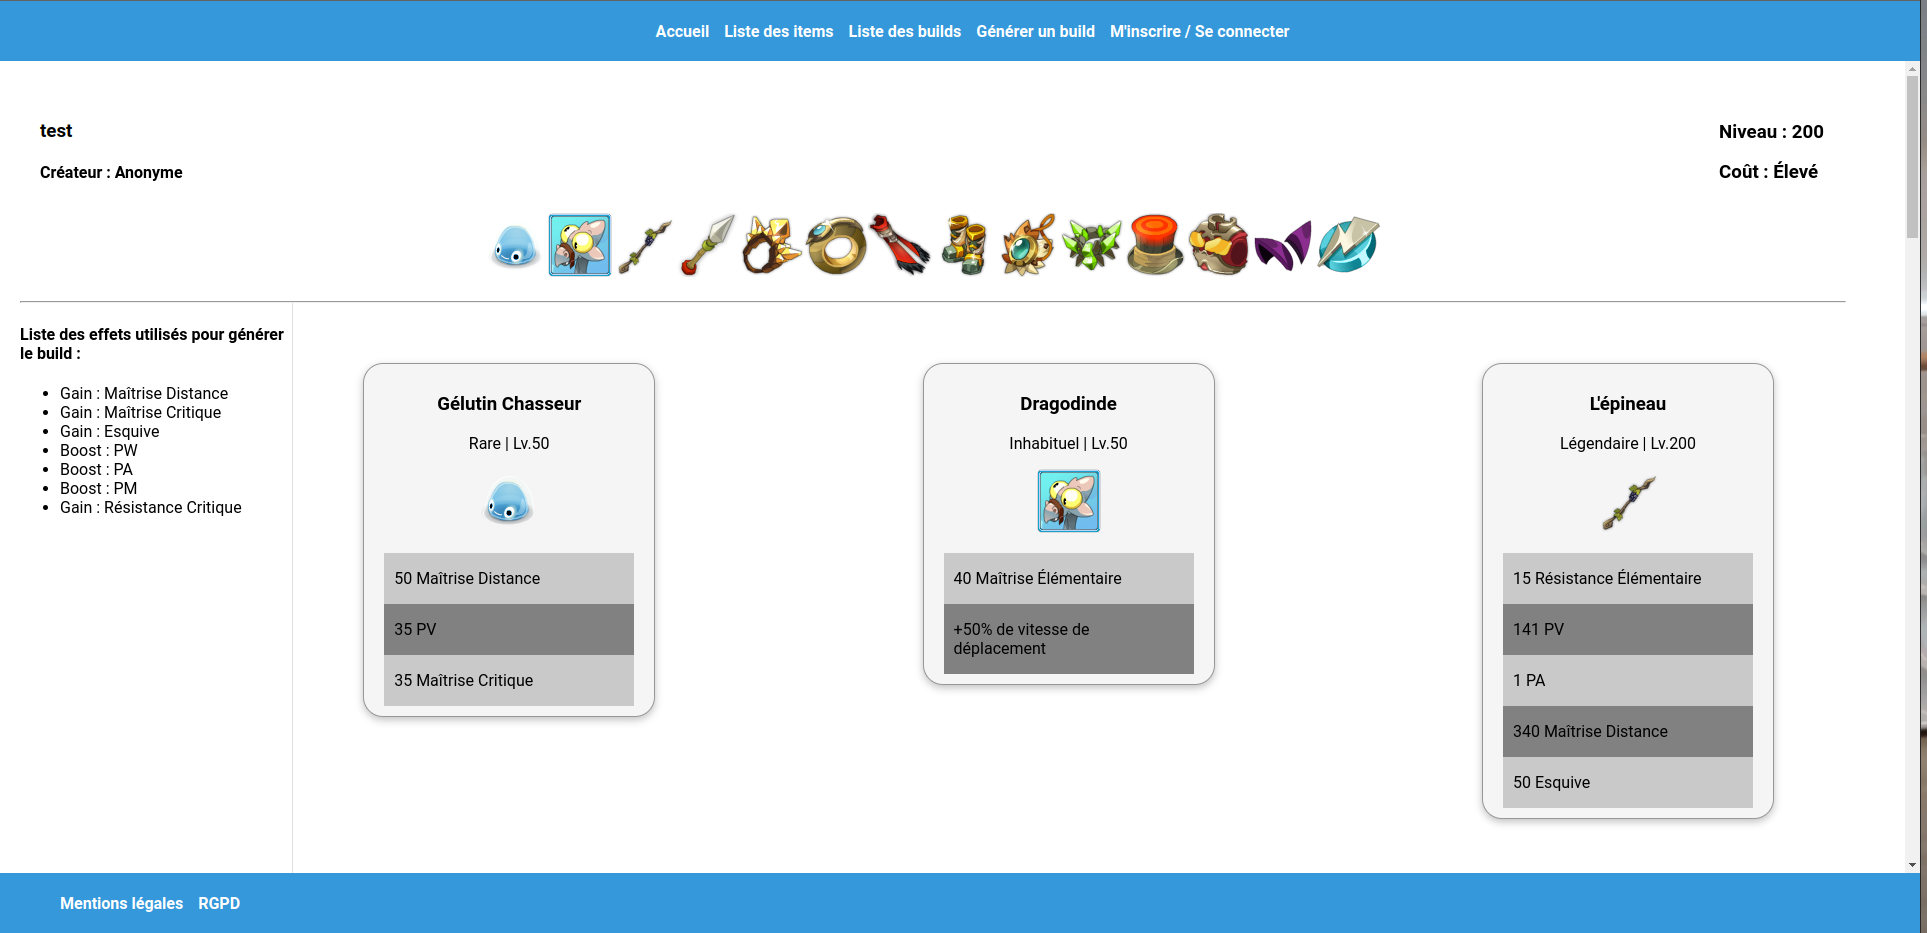 Accueil Liste des items Liste des builds Générer un build M'inscrire / Se connecter
test
Niveau : 200
Créateur : Anonyme
Coût : Élevé
Liste des effets utilisés pour générer
le build :
Gain : Maîtrise Distance
Gain : Maîtrise Critique
Gain : Esquive
Boost : PW
Boost : PA
Boost : PM
Gain : Résistance Critique
Gélutin Chasseur
Rare | Lv.50
50 Maîtrise Distance
35 PV
35 Maîtrise Critique
Dragodinde
Inhabituel | Lv.50
40 Maîtrise Élémentaire
+50% de vitesse de
déplacement
L'épineau
Légendaire | Lv.200
15 Résistance Élémentaire
141 PV
1 PA
340 Maîtrise Distance
50 Esquive
Mentions légales RGPD